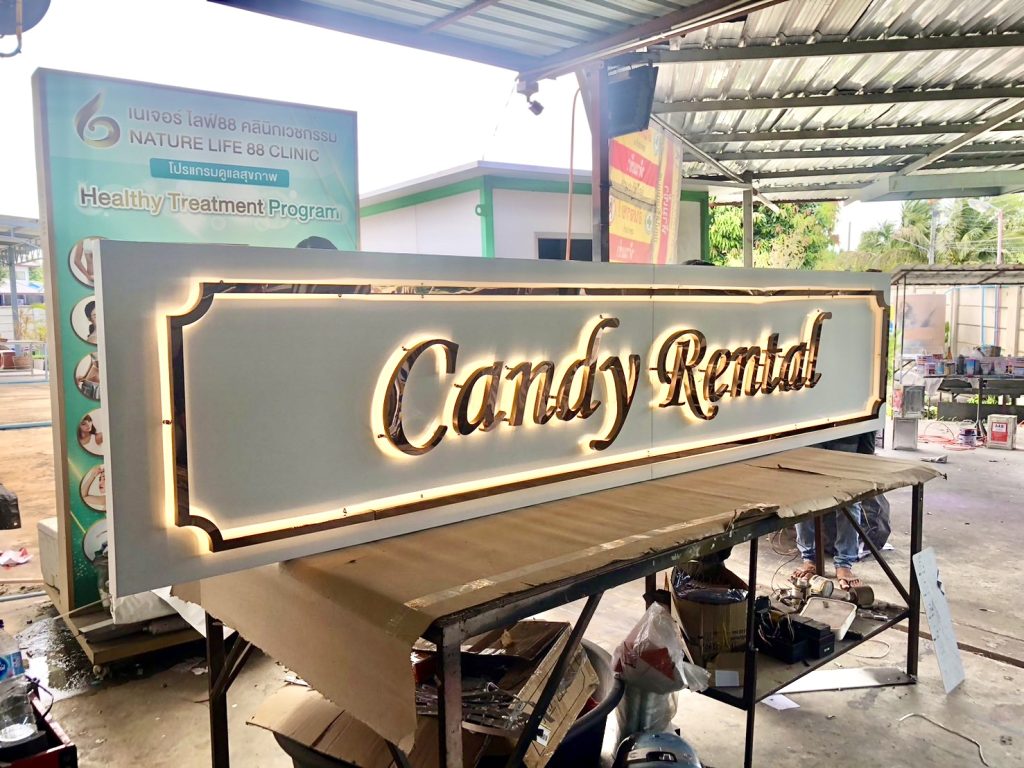 เนเจอร์ ไลฟ์88 คลินิกเวชกรรม
NATURE LIFE 88 CLINIC
โปรแกรมดูแลสุขภาพ
Healthy Treatment Program
Candy Rental